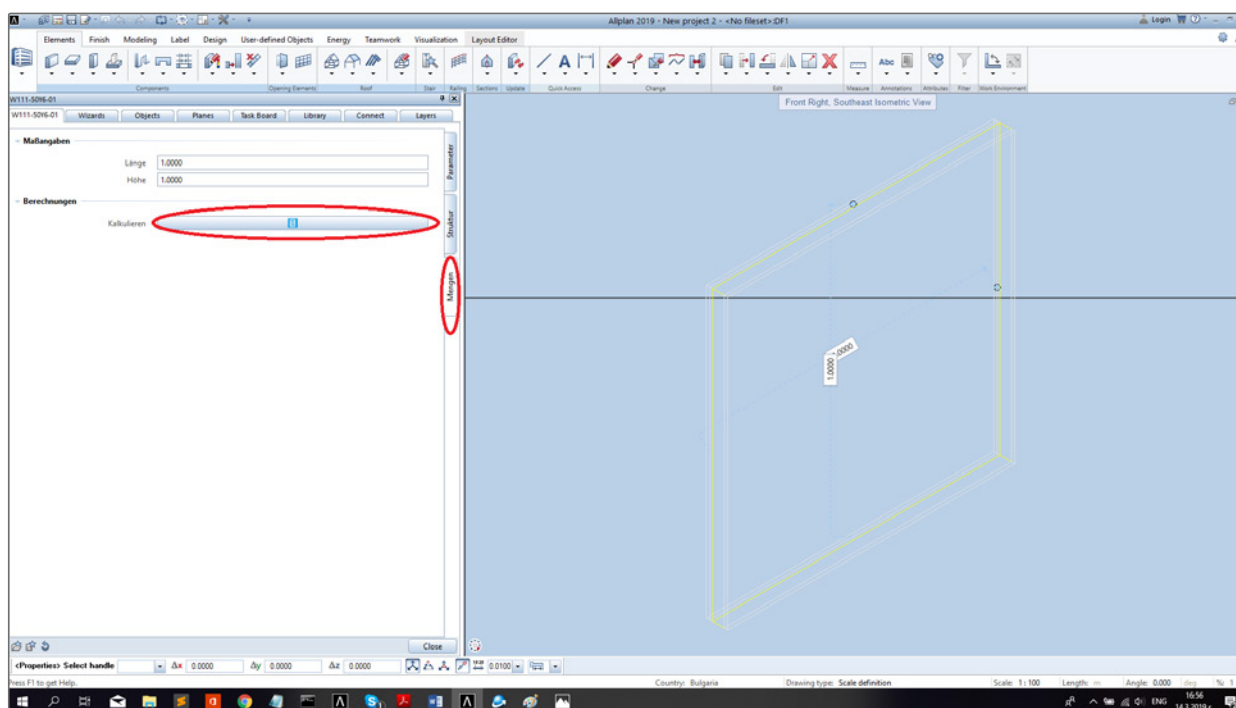 Allplan 2019 - New project 2 - <No fileset>:DF1
Login
Elements Finish Modeling Label Design User-defined Objects Energy Teamwork Visualization Layout Editor
Abc
Components Opening Elements Roof Stair Railing Sections Update Quick Access Change Edit Measure Annotations Attributes Filter Work Environment
W111-50Y6-01
Front Right, Southeast Isometric View
W111-50Y6-01 Wizards Objects Planes Task Board Library Connect Layers
Maßangaben
Länge 1.0000
Höhe 1.0000
Berechnungen
Kalkulieren
Parameter
Struktur
Mengen
1.0000
Close
<Properties> Select handle Δx 0.0000 Δy 0.0000 Δz 0.0000 0.0100
Press F1 to get Help. Country: Bulgaria Drawing type: Scale definition Scale: 1 : 100 Length: m Angle: 0.000 deg %: 1
ENG 16:56
14.3.2019 г.